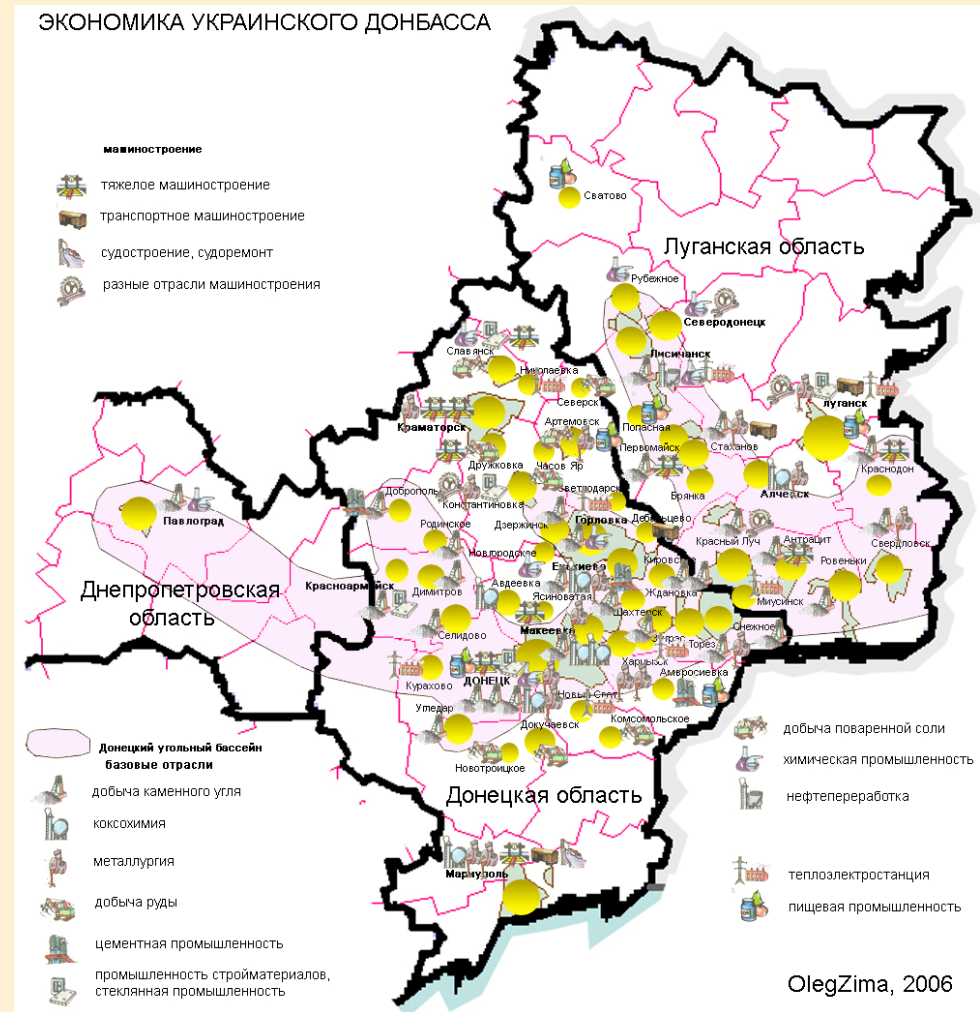 ЭКОНОМИКА УКРАИНСКОГО ДОНБАССА
машиностроение
тяжелое машиностроение
транспортное машиностроение
судостроение, судоремонт
разные отрасли машиностроения
Сватово
Луганская область
Рубежное
Северодонецк
Лисичанск
Славянск
Николаевка
Северск
Краматорск
Артемовск
Попасная
луганск
Первомайск
Стаханов
Дружковка
Часов Яр
Краснодон
Брянка
Алчевск
Доброполь
Константиновка
Павлоград
Родинское
Дзержинск
Горловка
Дебальцево
Красный Луч
Антрацит
Свердловск
Новгородское
Ровеньки
Днепропетровская
область
Красноармейск
Димитров
Авдеевка
Ясиноватая
Ждановка
Миусинск
Селидово
Макеевка
Шахтерск
Снежное
Торез
Харцызск
Амвросиевка
Курахово
ДОНЕЦК
Угледар
Докучаевск
Комсомольское
Новотроицкое
Донецкая область
Мариуполь
Донецкий угольный бассейн
базовые отрасли
добыча каменного угля
коксохимия
металлургия
добыча руды
цементная промышленность
промышленность стройматериалов,
стеклянная промышленность
добыча поваренной соли
химическая промышленность
нефтепереработка
теплоэлектростанция
пищевая промышленность
OlegZima, 2006